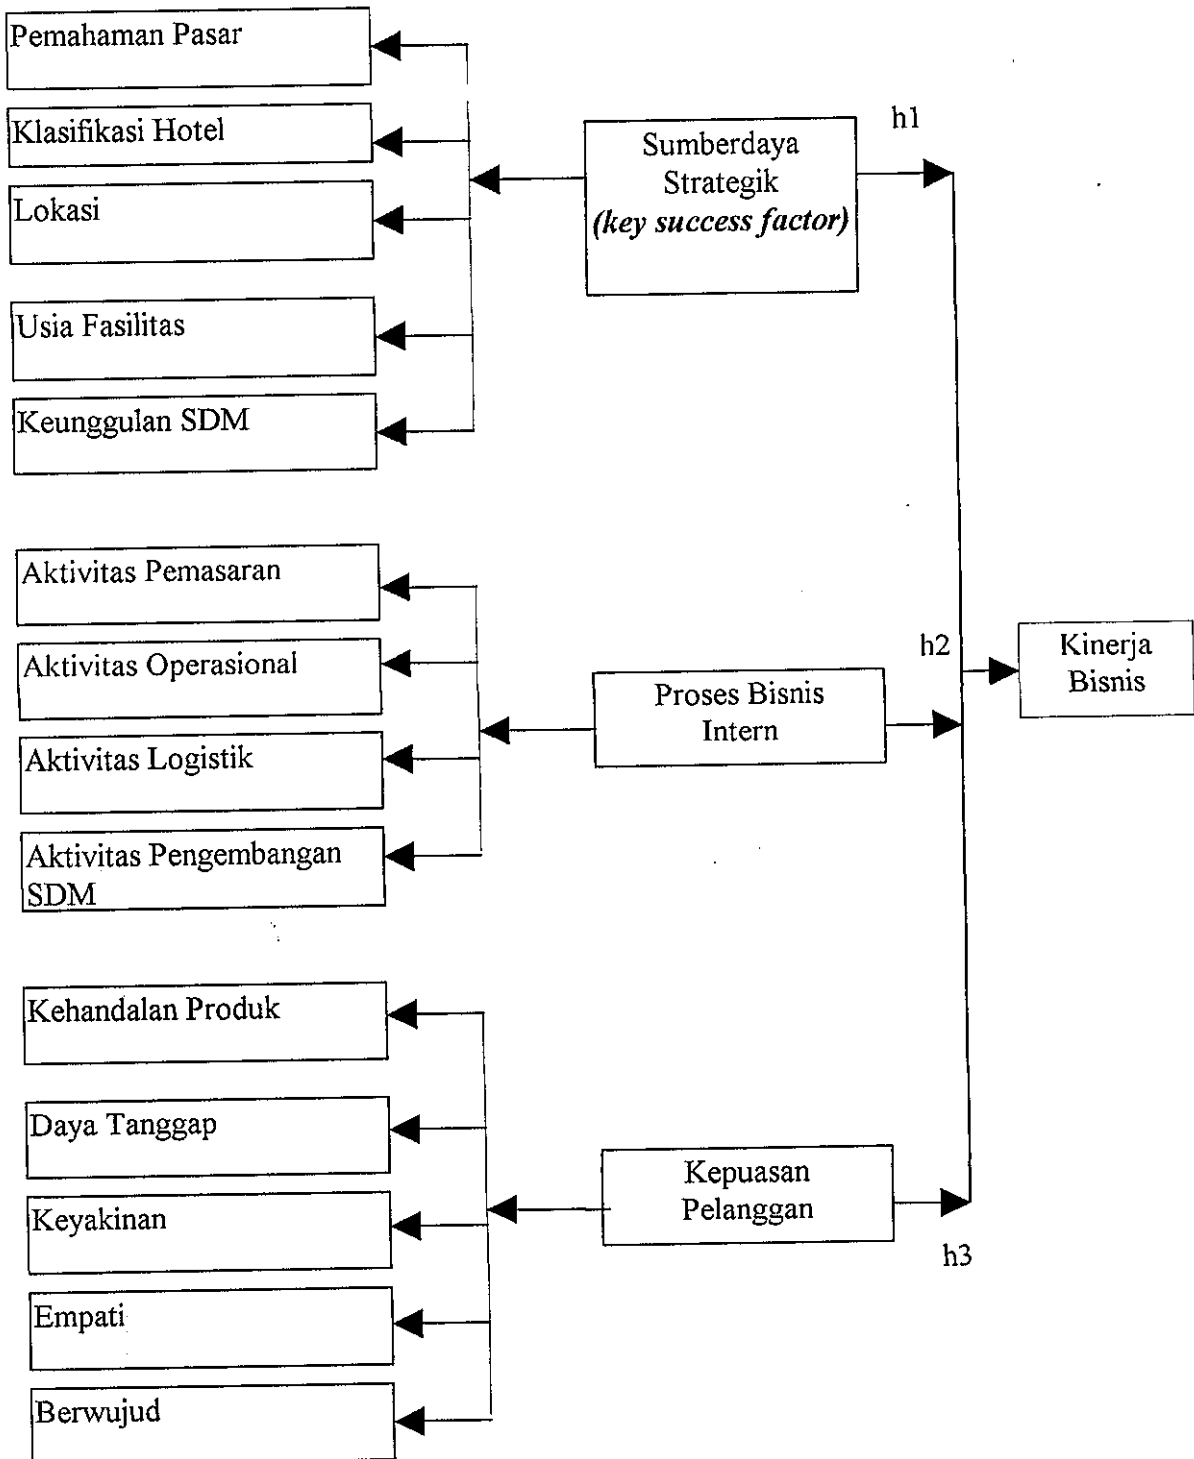 Pemahaman Pasar
Klasifikasi Hotel
Lokasi
Usia Fasilitas
Keunggulan SDM
Sumberdaya
Strategik
(key success factor)
h1
Aktivitas Pemasaran
Aktivitas Operasional
Aktivitas Logistik
Aktivitas Pengembangan
SDM
Proses Bisnis
Intern
h2
Kinerja
Bisnis
Kehandalan Produk
Daya Tanggap
Keyakinan
Empati
Berwujud
Kepuasan
Pelanggan
h3